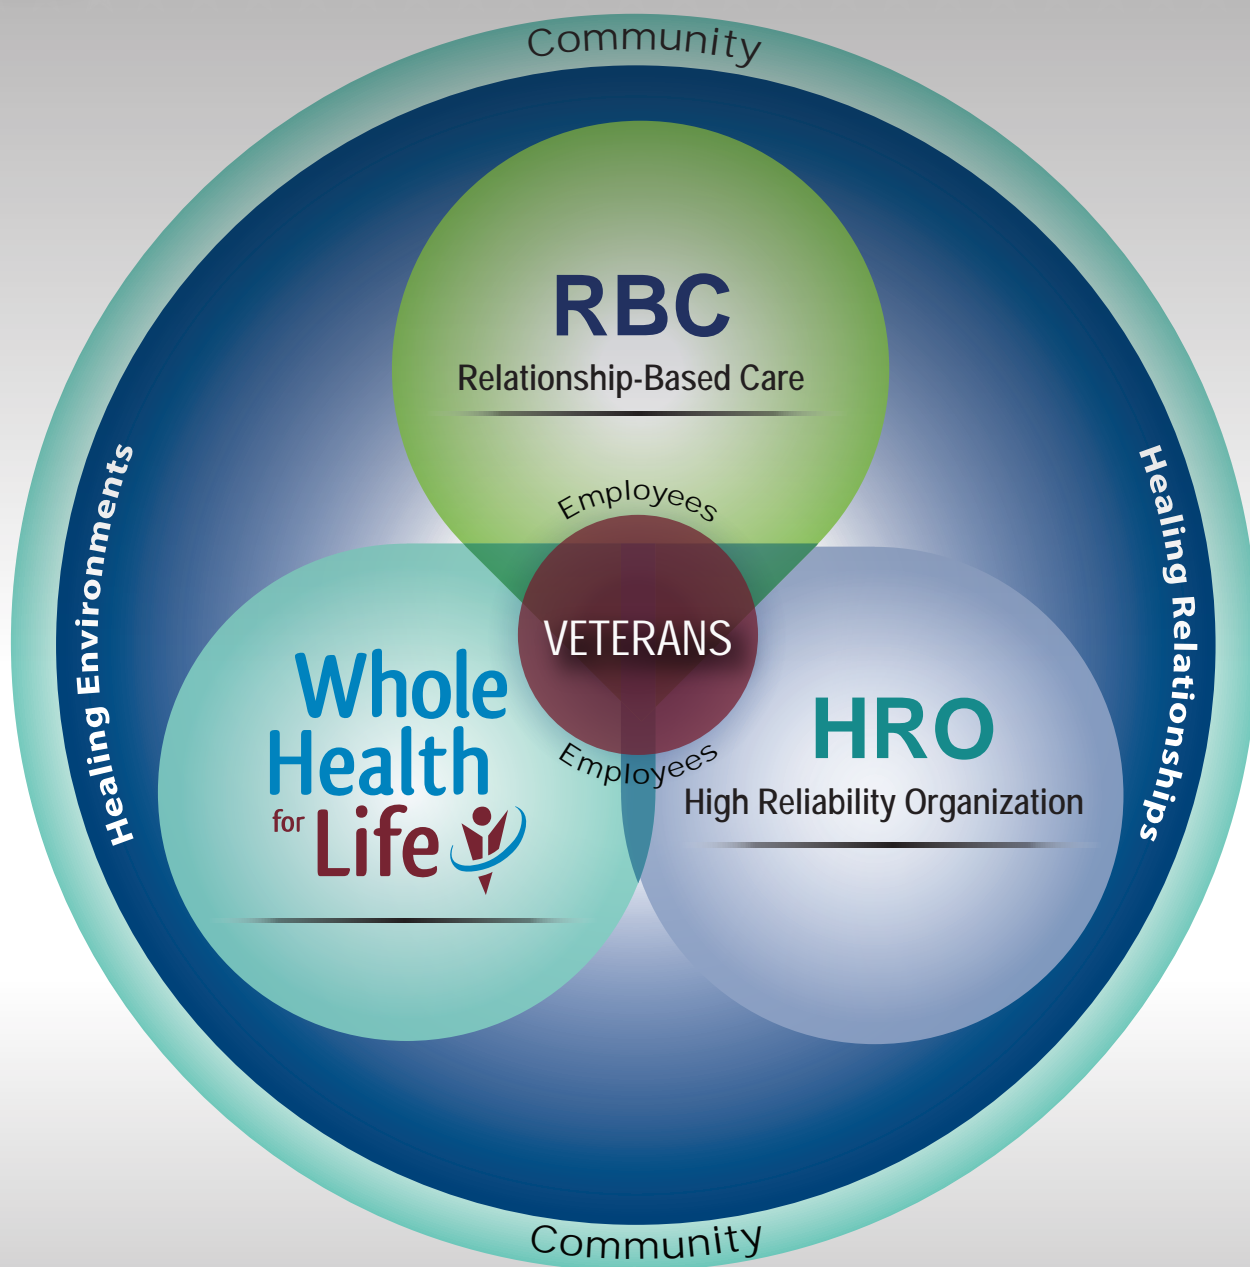 Community
RBC
Relationship-Based Care
Employees
VETERANS
Employees
Healing Environments
Healing Relationships
Whole
Health
for Life
HRO
High Reliability Organization
Community